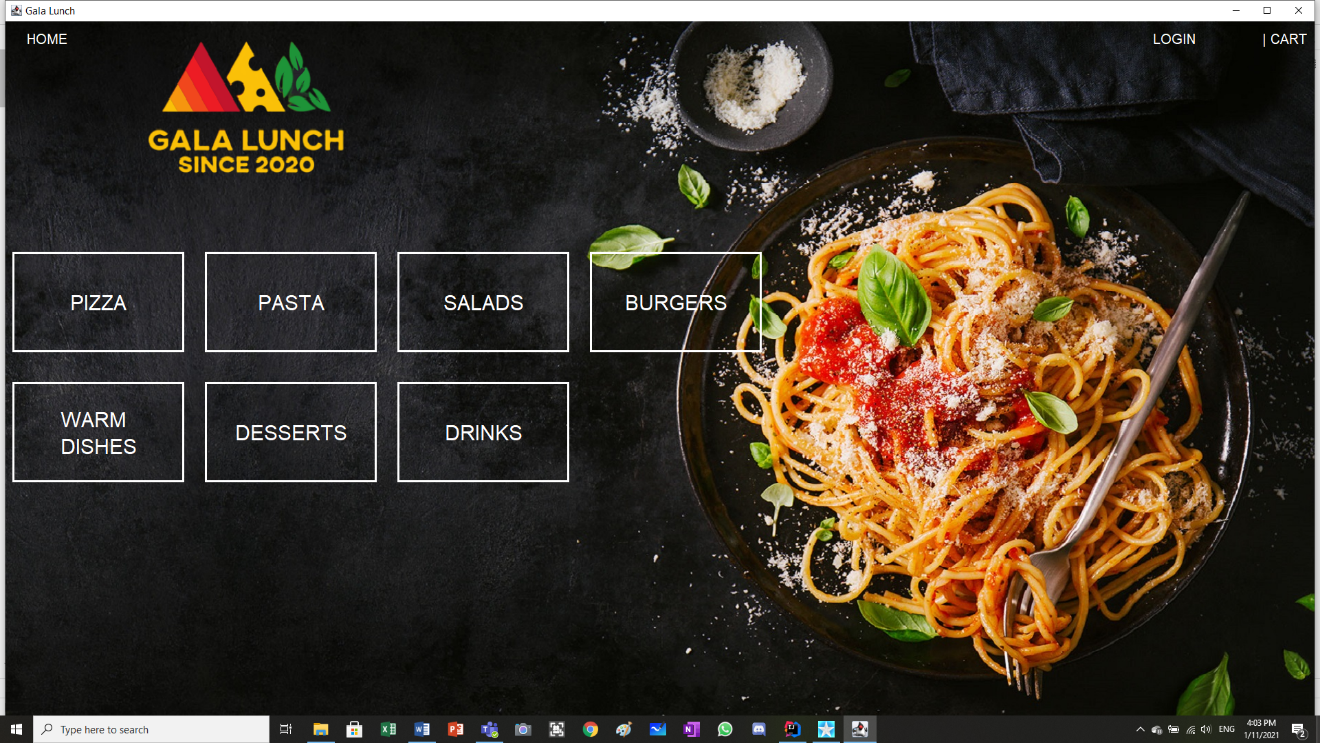 Gala Lunch
HOME
LOGIN
| CART
GALA LUNCH
SINCE 2020
PIZZA
PASTA
SALADS
BURGERS
WARM
DISHES
DESSERTS
DRINKS
Type here to search
ENG
4:03 PM
1/11/2021
2